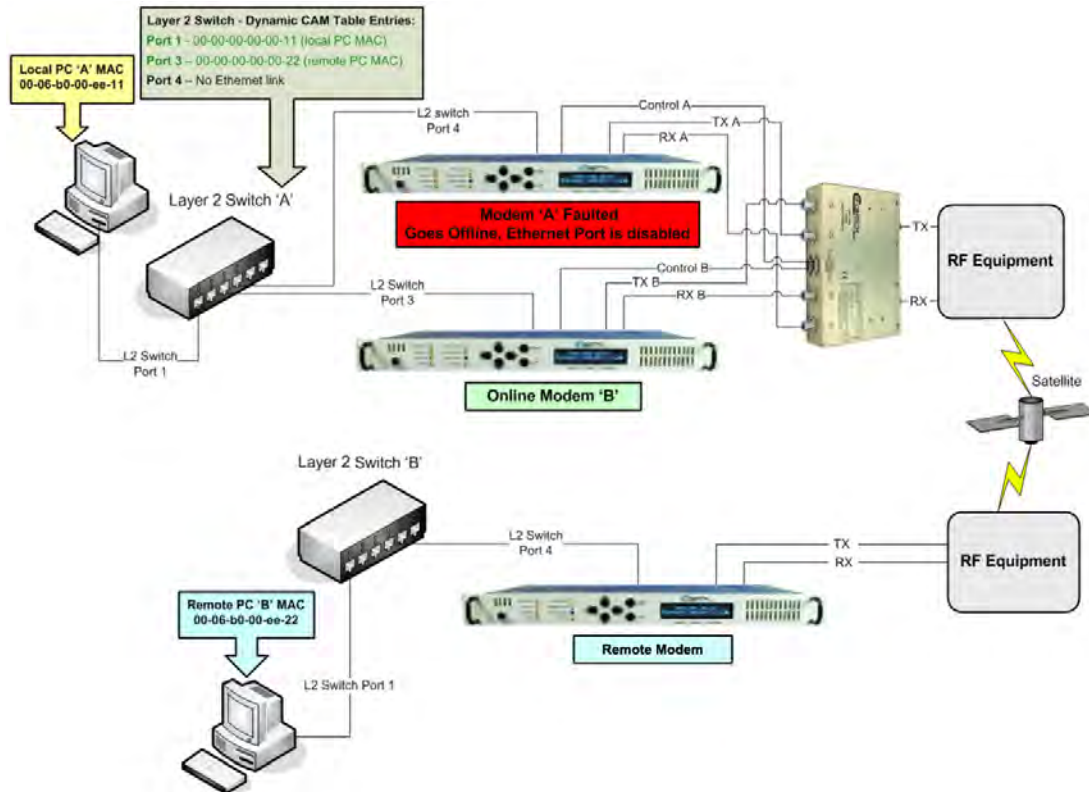 Layer 2 Switch - Dynamic CAM Table Entries:
Port 1 - 00-00-00-00-00-11 (local PC MAC)
Port 3 – 00-00-00-00-00-22 (remote PC MAC)
Port 4 – No Ethernet link
Local PC 'A' MAC
00-06-b0-00-ee-11
L2 switch
Port 4
Control A
TX A
RX A
Layer 2 Switch 'A'
Modem 'A' Faulted
Goes Offline, Ethernet Port is disabled
TX
RF Equipment
RX
L2 Switch
Port 3
Control B
TX B
RX B
L2 Switch
Port 1
Online Modem 'B'
Satellite
Layer 2 Switch 'B'
L2 Switch
Port 4
TX
RX
RF Equipment
Remote PC 'B' MAC
00-06-b0-00-ee-22
Remote Modem
L2 Switch Port 1